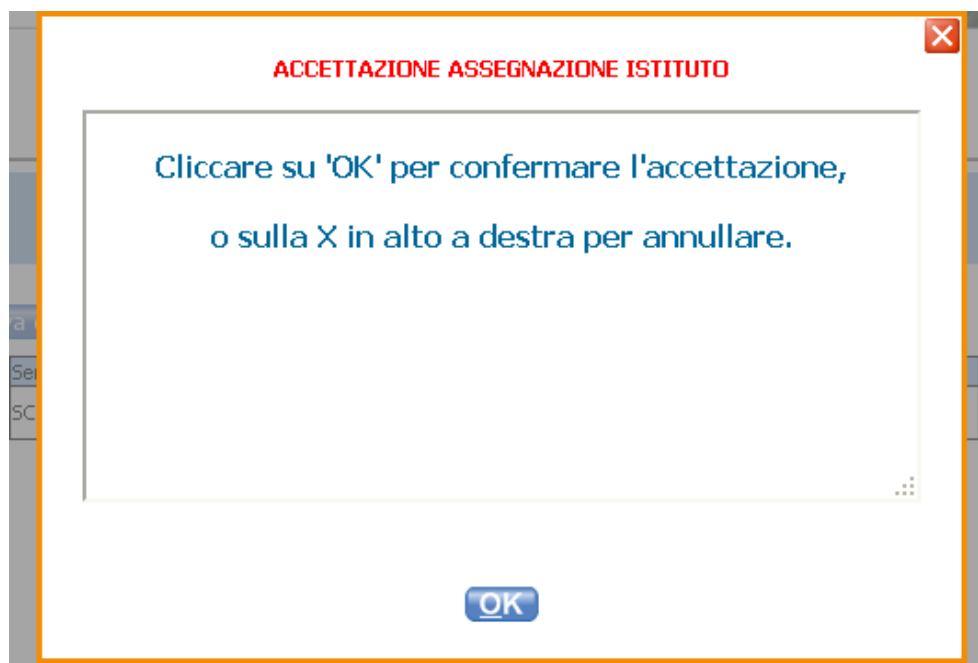 ACCETTAZIONE ASSEGNAZIONE ISTITUTO
Cliccare su 'OK' per confermare l'accettazione,
o sulla X in alto a destra per annullare.
OK